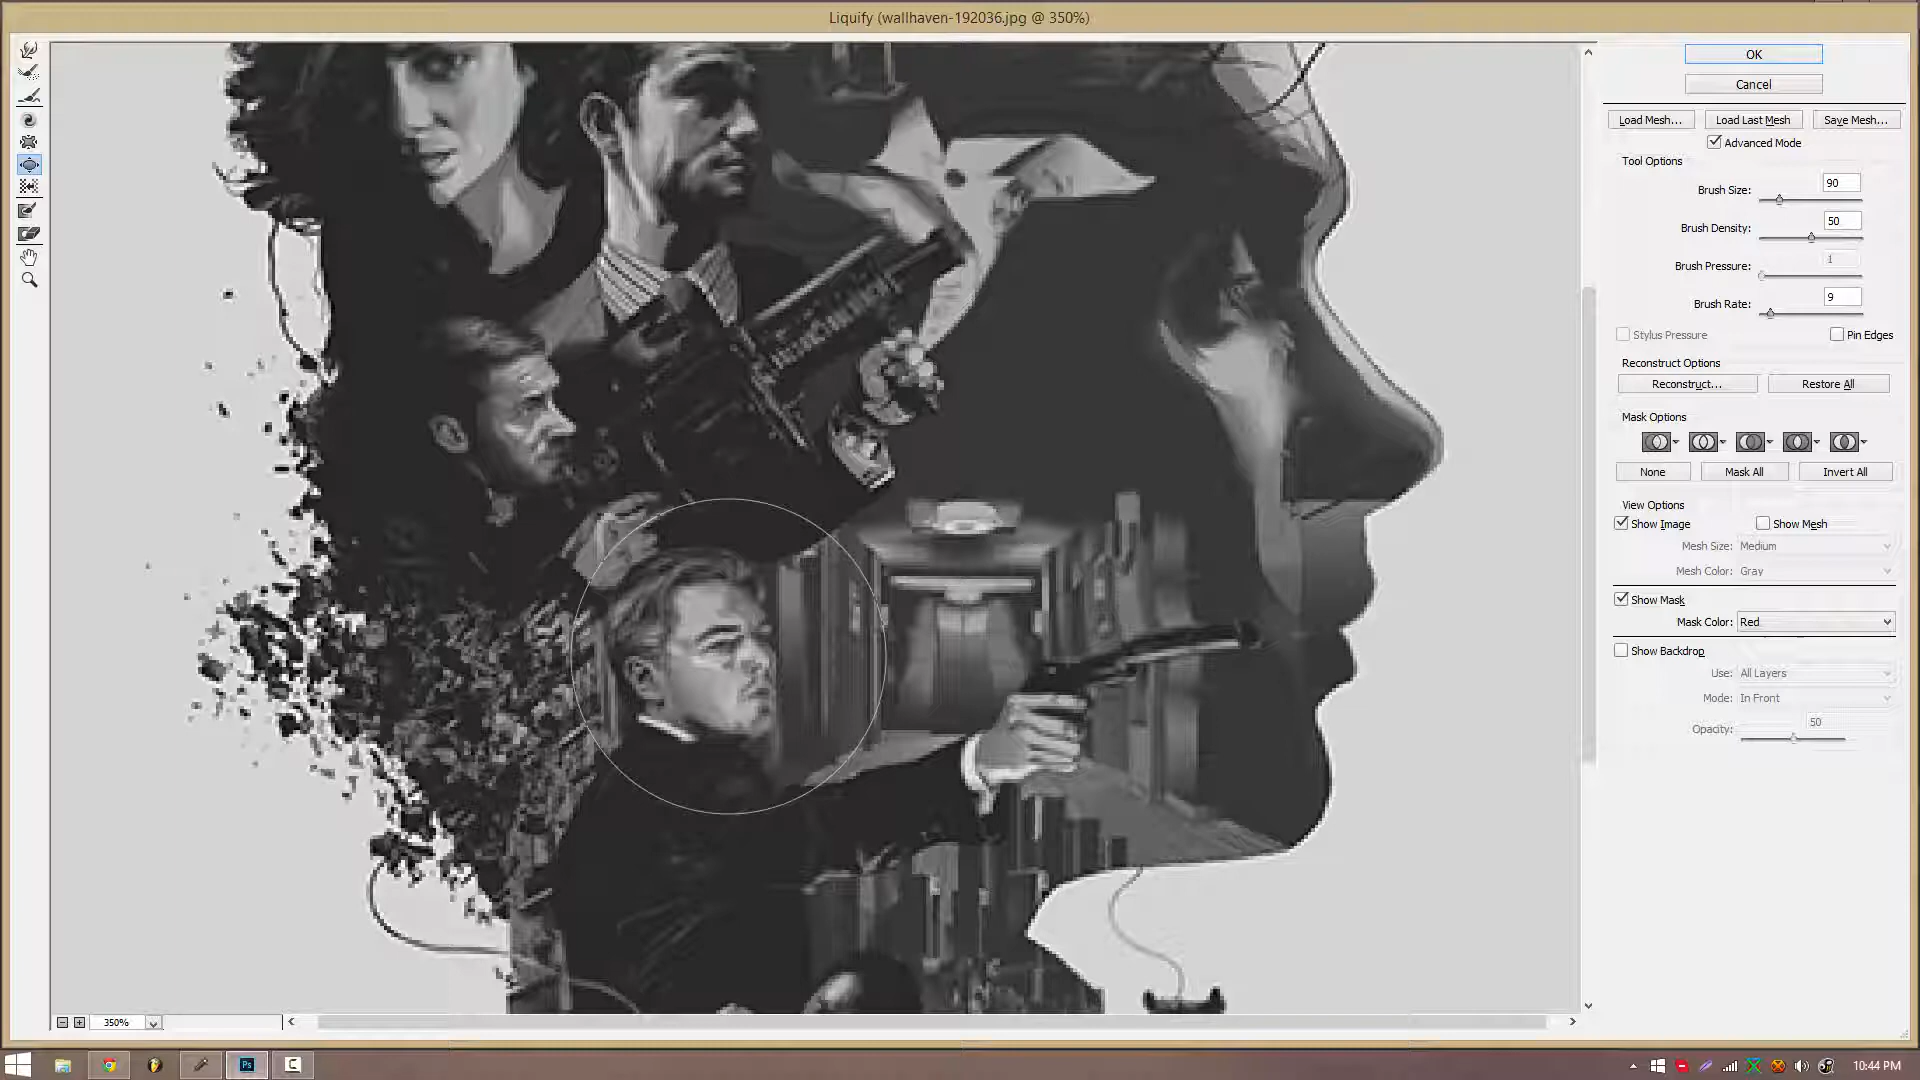 Liquify (wallhaven-192036.jpg @ 350%)
OK
Cancel
Load Mesh...
Load Last Mesh
Save Mesh...
Advanced Mode
Tool Options
Brush Size:
90
Brush Density:
50
Brush Pressure:
1
Brush Rate:
9
Stylus Pressure
Pin Edges
Reconstruct Options
Reconstruct...
Restore All
Mask Options
None
Mask All
Invert All
View Options
Show Image
Show Mesh
Mesh Size:
Medium
Mesh Color:
Gray
Show Mask
Mask Color:
Red
Show Backdrop
Use:
All Layers
Mode:
In Front
Opacity:
50
350%
Ps
10:44 PM